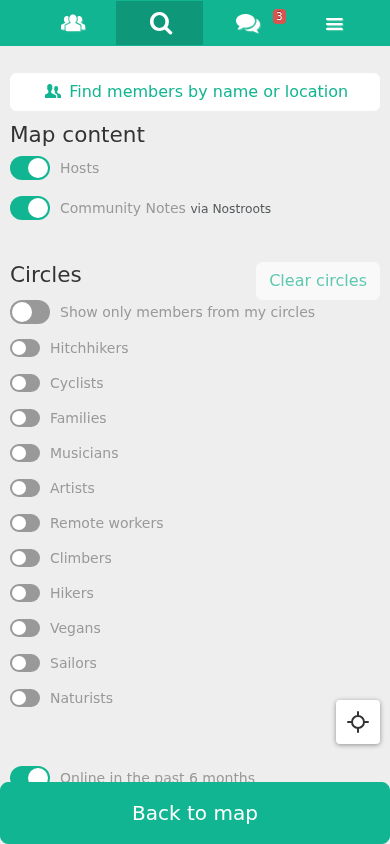 3
Find members by name or location
Map content
Hosts
Community Notes via Nostroots
Circles
Clear circles
Show only members from my circles
Hitchhikers
Cyclists
Families
Musicians
Artists
Remote workers
Climbers
Hikers
Vegans
Sailors
Naturists
Online in the past 6 months
Back to map